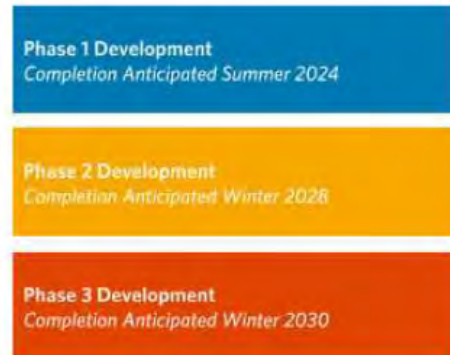 Phase 1 Development
Completion Anticipated Summer 2024
Phase 2 Development
Completion Anticipated Winter 2028
Phase 3 Development
Completion Anticipated Winter 2030